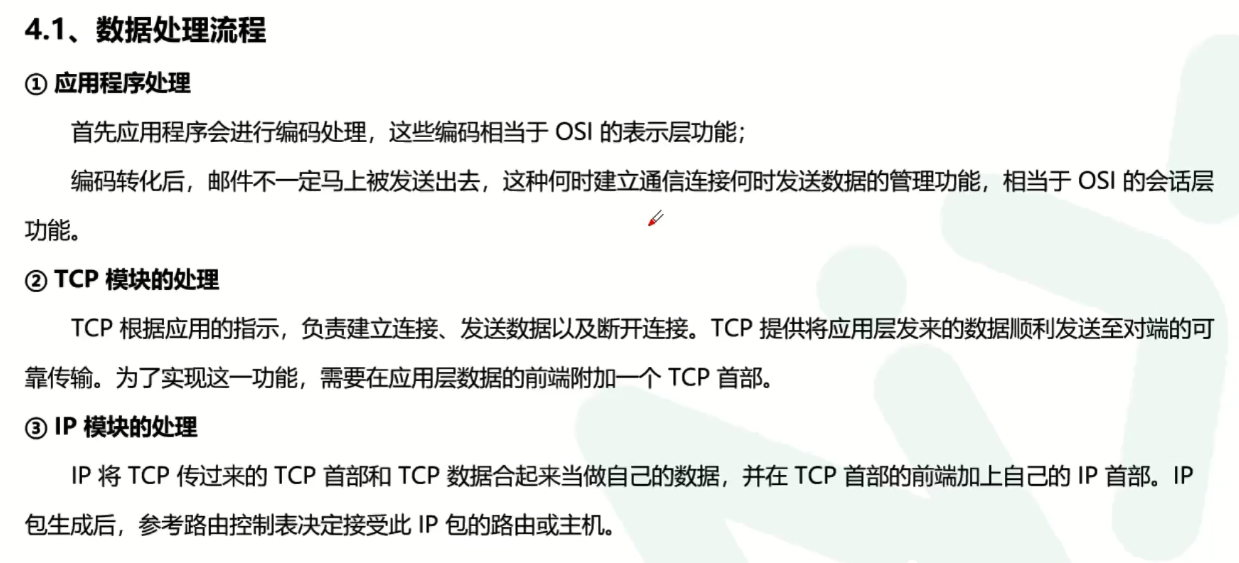 4.1、数据处理流程
① 应用程序处理
首先应用程序会进行编码处理，这些编码相当于 OSI 的表示层功能；
编码转化后，邮件不一定马上被发送出去，这种何时建立通信连接何时发送数据的管理功能，相当于 OSI 的会话层
功能。
② TCP 模块的处理
TCP 根据应用的指示，负责建立连接、发送数据以及断开连接。TCP 提供将应用层发来的数据顺利发送至对端的可
靠传输。为了实现这一功能，需要在应用层数据的前端附加一个 TCP 首部。
③ IP 模块的处理
IP 将 TCP 传过来的 TCP 首部和 TCP 数据合起来当做自己的数据，并在 TCP 首部的前端加上自己的 IP 首部。IP
包生成后，参考路由控制表决定接受此 IP 包的路由或主机。